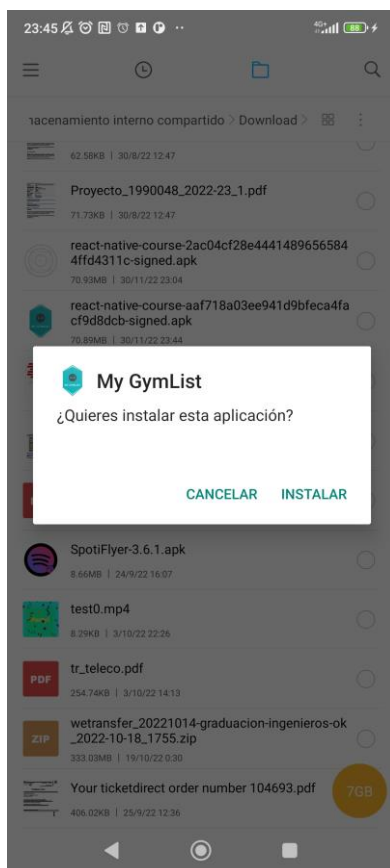 23:45
4G+
88
nacenamiento interno compartido > Download >
62.58KB | 30/8/22 12:47
Proyecto_1990048_2022-23_1.pdf
71.73KB | 30/8/22 12:47
react-native-course-2ac04cf28e4441489656584
4ffd4311c-signed.apk
70.93MB | 30/11/22 23:04
react-native-course-aaf718a03ee941d9bfeca4fa
cf9d8dcb-signed.apk
70.89MB | 30/11/22 23:44
My GymList
¿Quieres instalar esta aplicación?
CANCELAR INSTALAR
SpotiFlyer-3.6.1.apk
8.66MB | 24/9/22 16:07
test0.mp4
8.29KB | 3/10/22 22:26
PDF
tr_teleco.pdf
254.74KB | 3/10/22 14:13
ZIP
wetransfer_20221014-graduacion-ingenieros-ok
_2022-10-18_1755.zip
333.03MB | 19/10/22 0:30
Your ticketdirect order number 104693.pdf
406.02KB | 25/9/22 12:36
7GB